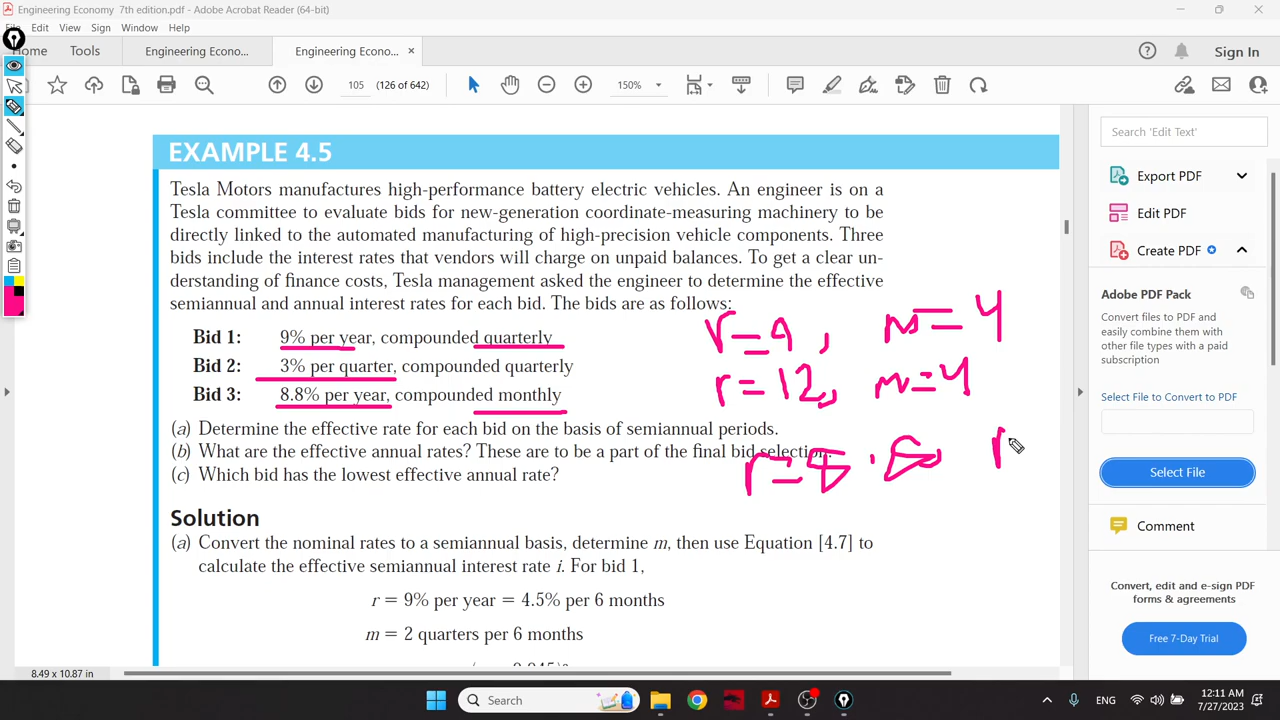 Engineering Economy 7th edition.pdf - Adobe Acrobat Reader (64-bit)
File Edit View Sign Window Help
Home Tools Engineering Econo... Engineering Econo... ×
Sign In
105 (126 of 642) 150%
EXAMPLE 4.5
Tesla Motors manufactures high-performance battery electric vehicles. An engineer is on a
Tesla committee to evaluate bids for new-generation coordinate-measuring machinery to be
directly linked to the automated manufacturing of high-precision vehicle components. Three
bids include the interest rates that vendors will charge on unpaid balances. To get a clear un-
derstanding of finance costs, Tesla management asked the engineer to determine the effective
semiannual and annual interest rates for each bid. The bids are as follows:
Bid 1: 9% per year, compounded quarterly
r=9, m=4
Bid 2: 3% per quarter, compounded quarterly
r=12, m=4
Bid 3: 8.8% per year, compounded monthly
(a) Determine the effective rate for each bid on the basis of semiannual periods.
(b) What are the effective annual rates? These are to be a part of the final bid selection.
r=8.8
(c) Which bid has the lowest effective annual rate?
Solution
(a) Convert the nominal rates to a semiannual basis, determine m, then use Equation [4.7] to
calculate the effective semiannual interest rate i. For bid 1,
r = 9% per year = 4.5% per 6 months
m = 2 quarters per 6 months
8.49 x 10.87 in
Search 'Edit Text'
Export PDF
Edit PDF
Create PDF
Adobe PDF Pack
Convert files to PDF and
easily combine them with
other file types with a paid
subscription
Select File to Convert to PDF
Select File
Comment
Convert, edit and e-sign PDF
forms & agreements
Free 7-Day Trial
Search
ENG
12:11 AM
7/27/2023